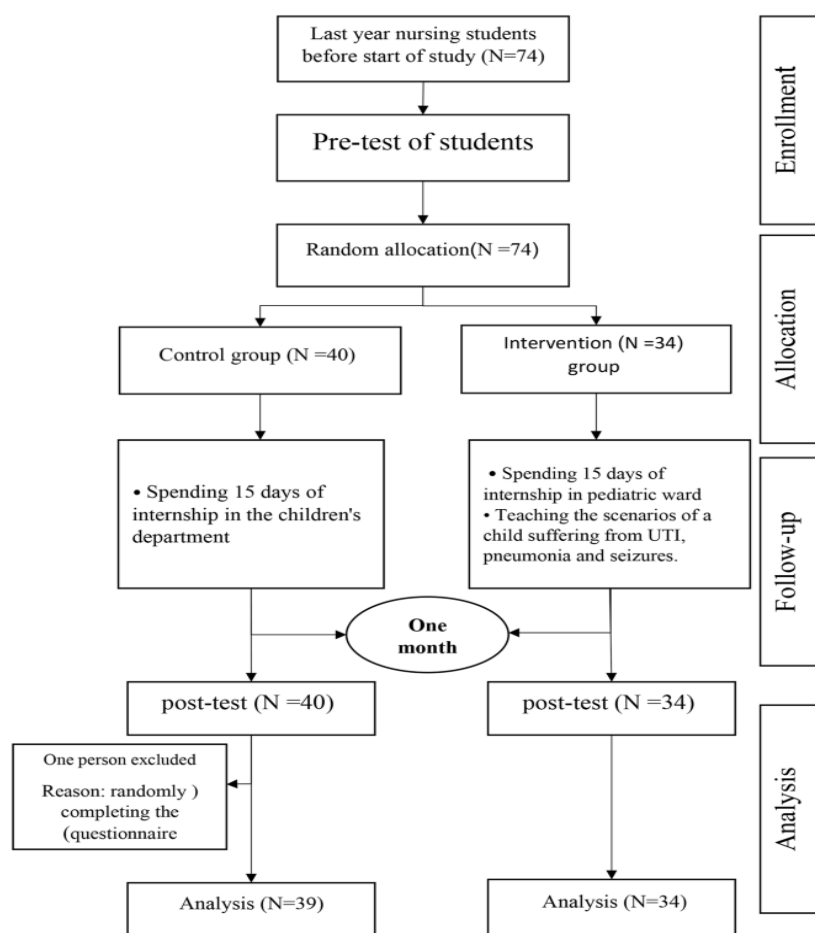 Last year nursing students
before start of study (N=74)
Enrollment
Pre-test of students
Random allocation(N =74)
Allocation
Control group (N =40)
Intervention (N =34)
group
• Spending 15 days of
internship in the children's
department
• Spending 15 days of
internship in pediatric ward
• Teaching the scenarios of a
child suffering from UTI,
pneumonia and seizures.
Follow-up
One
month
post-test (N =40)
post-test (N =34)
One person excluded
Reason: randomly )
completing the
(questionnaire
Analysis
Analysis (N=39)
Analysis (N=34)